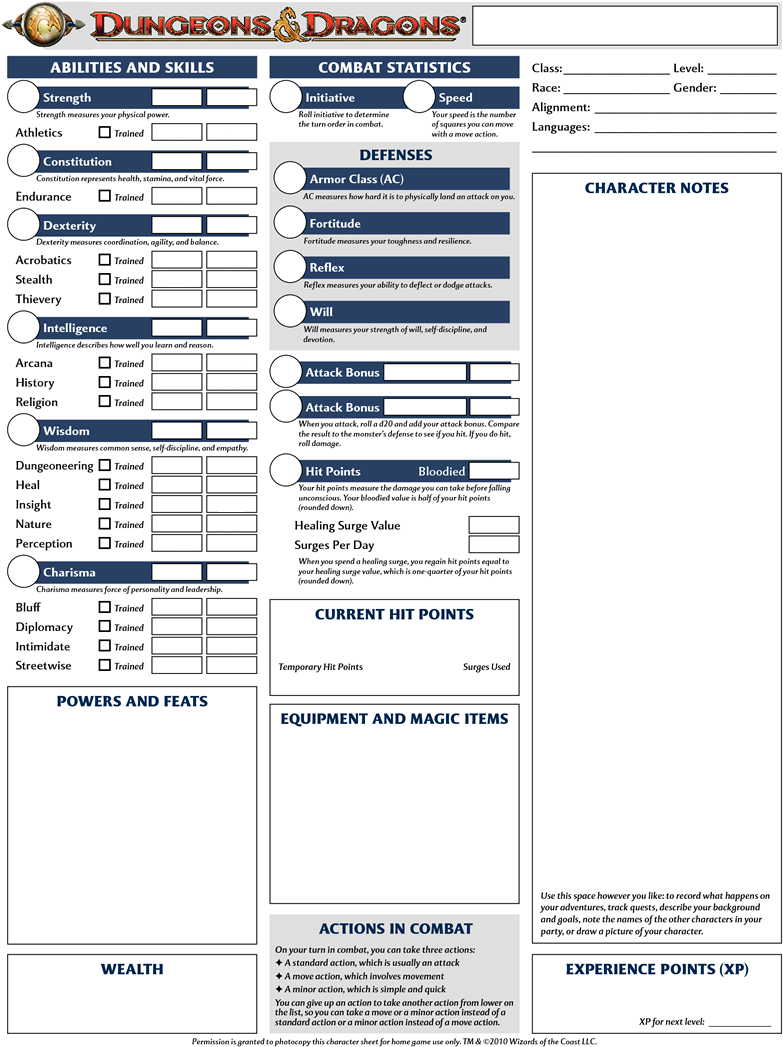 DUNGEONS & DRAGONS®
ABILITIES AND SKILLS
Strength
Strength measures your physical power.
Athletics Trained
Constitution
Constitution represents health, stamina, and vital force.
Endurance Trained
Dexterity
Dexterity measures coordination, agility, and balance.
Acrobatics Trained
Stealth Trained
Thievery Trained
Intelligence
Intelligence describes how well you learn and reason.
Arcana Trained
History Trained
Religion Trained
Wisdom
Wisdom measures common sense, self-discipline, and empathy.
Dungeoneering Trained
Heal Trained
Insight Trained
Nature Trained
Perception Trained
Charisma
Charisma measures force of personality and leadership.
Bluff Trained
Diplomacy Trained
Intimidate Trained
Streetwise Trained
POWERS AND FEATS
WEALTH
COMBAT STATISTICS
Initiative
Roll initiative to determine
the turn order in combat.
Speed
Your speed is the number
of squares you can move
with a move action.
DEFENSES
Armor Class (AC)
AC measures how hard it is to physically land an attack on you.
Fortitude
Fortitude measures your toughness and resilience.
Reflex
Reflex measures your ability to deflect or dodge attacks.
Will
Will measures your strength of will, self-discipline, and
devotion.
Attack Bonus
Attack Bonus
When you attack, roll a d20 and add your attack bonus. Compare
the result to the monster's defense to see if you hit. If you do hit,
roll damage.
Hit Points Bloodied
Your hit points measure the damage you can take before falling
unconscious. Your bloodied value is half of your hit points
(rounded down).
Healing Surge Value
Surges Per Day
When you spend a healing surge, you regain hit points equal to
your healing surge value, which is one-quarter of your hit points
(rounded down).
CURRENT HIT POINTS
Temporary Hit Points Surges Used
EQUIPMENT AND MAGIC ITEMS
ACTIONS IN COMBAT
On your turn in combat, you can take three actions:
✦ A standard action, which is usually an attack
✦ A move action, which involves movement
✦ A minor action, which is simple and quick
You can give up an action to take another action from lower on
the list, so you can take a move or a minor action instead of a
standard action or a minor action instead of a move action.
Class: Level:
Race: Gender:
Alignment:
Languages:
CHARACTER NOTES
Use this space however you like: to record what happens on
your adventures, track quests, describe your background
and goals, note the names of the other characters in your
party, or draw a picture of your character.
EXPERIENCE POINTS (XP)
XP for next level:
Permission is granted to photocopy this character sheet for home game use only. TM & ©2010 Wizards of the Coast LLC.